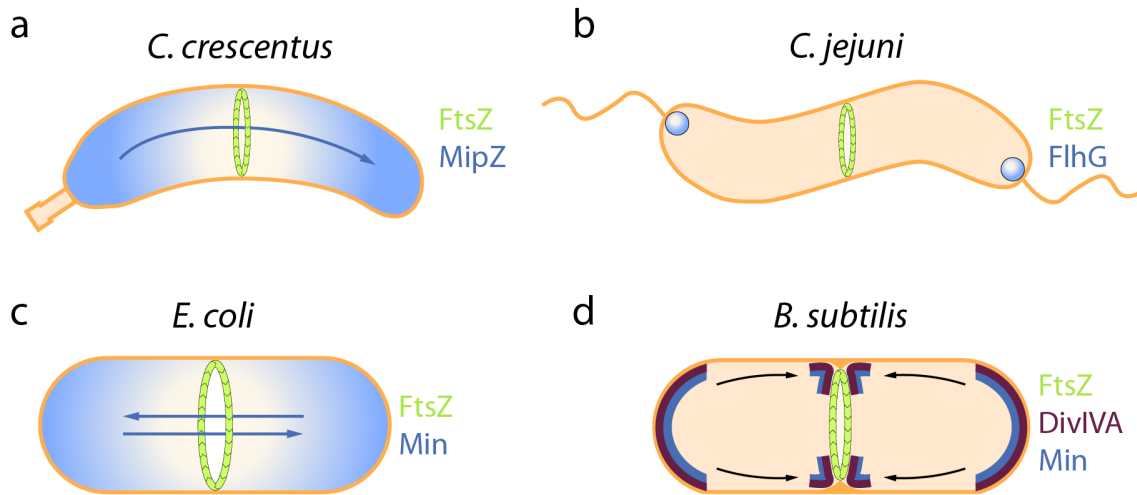 a
C. crescentus
FtsZ
MipZ
b
C. jejuni
FtsZ
FlhG
c
E. coli
FtsZ
Min
d
B. subtilis
FtsZ
DivIVA
Min